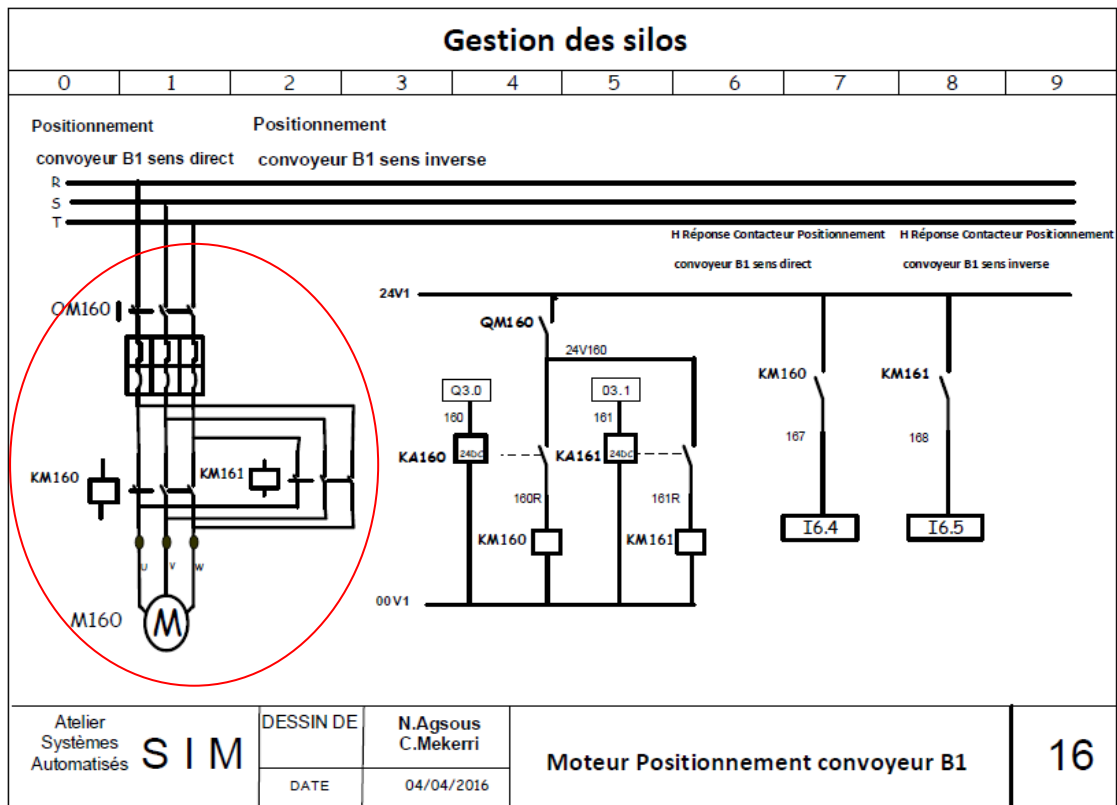 Gestion des silos
0 1 2 3 4 5 6 7 8 9
Positionnement
convoyeur B1 sens direct
Positionnement
convoyeur B1 sens inverse
R
S
T
H Réponse Contacteur Positionnement
convoyeur B1 sens direct
H Réponse Contacteur Positionnement
convoyeur B1 sens inverse
24V1
QM160
QM160
24V160
Q3.0
160
KA160
24DC
03.1
161
KA161
24DC
KM160
KM161
167
168
KM160
KM161
160R
161R
KM160
KM161
I6.4
I6.5
U V W
M160
M
00V1
Atelier
Systèmes
Automatisés
SIM
DESSIN DE
N.Agsous
C.Mekerri
DATE
04/04/2016
Moteur Positionnement convoyeur B1
16